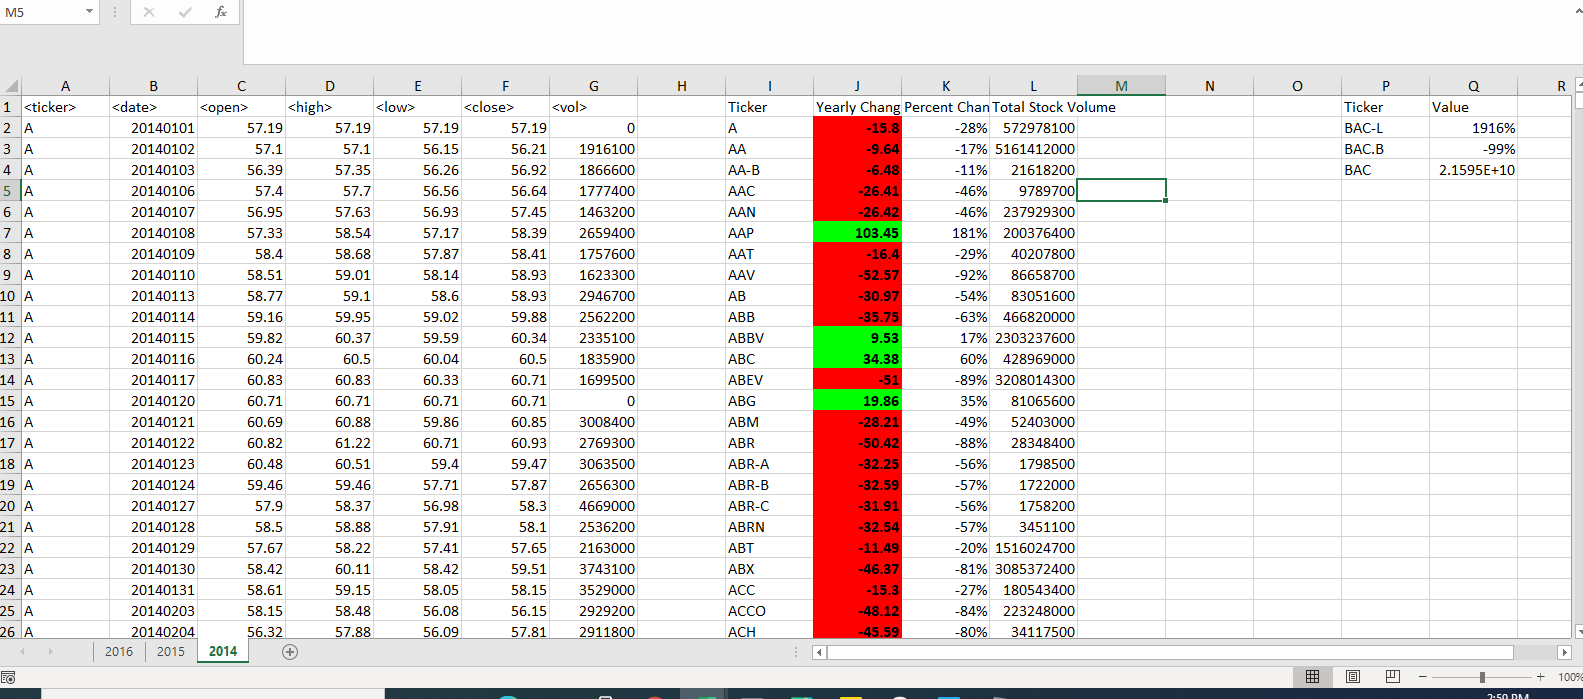 M5 fx
A B C D E F G H I J K L M N O P Q R
1 <ticker> <date> <open> <high> <low> <close> <vol> Ticker Yearly Chang Percent Chan Total Stock Volume Ticker Value
2 A 20140101 57.19 57.19 57.19 57.19 0 A -15.8 -28% 572978100 BAC-L 1916%
3 A 20140102 57.1 57.1 56.15 56.21 1916100 AA -9.64 -17% 5161412000 BAC.B -99%
4 A 20140103 56.39 57.35 56.26 56.92 1866600 AA-B -6.48 -11% 21618200 BAC 2.1595E+10
5 A 20140106 57.4 57.7 56.56 56.64 1777400 AAC -26.41 -46% 9789700
6 A 20140107 56.95 57.63 56.93 57.45 1463200 AAN -26.42 -46% 237929300
7 A 20140108 57.33 58.54 57.17 58.39 2659400 AAP 103.45 181% 200376400
8 A 20140109 58.4 58.68 57.87 58.41 1757600 AAT -16.4 -29% 40207800
9 A 20140110 58.51 59.01 58.14 58.93 1623300 AAV -52.57 -92% 86658700
10 A 20140113 58.77 59.1 58.6 58.93 2946700 AB -30.97 -54% 83051600
11 A 20140114 59.16 59.95 59.02 59.88 2562200 ABB -35.75 -63% 466820000
12 A 20140115 59.82 60.37 59.59 60.34 2335100 ABBV 9.53 17% 2303237600
13 A 20140116 60.24 60.5 60.04 60.5 1835900 ABC 34.38 60% 428969000
14 A 20140117 60.83 60.83 60.33 60.71 1699500 ABEV -51 -89% 3208014300
15 A 20140120 60.71 60.71 60.71 60.71 0 ABG 19.86 35% 81065600
16 A 20140121 60.69 60.88 59.86 60.85 3008400 ABM -28.21 -49% 52403000
17 A 20140122 60.82 61.22 60.71 60.93 2769300 ABR -50.42 -88% 28348400
18 A 20140123 60.48 60.51 59.4 59.47 3063500 ABR-A -32.25 -56% 1798500
19 A 20140124 59.46 59.46 57.71 57.87 2656300 ABR-B -32.59 -57% 1722000
20 A 20140127 57.9 58.37 56.98 58.3 4669000 ABR-C -31.91 -56% 1758200
21 A 20140128 58.5 58.88 57.91 58.1 2536200 ABRN -32.54 -57% 3451100
22 A 20140129 57.67 58.22 57.41 57.65 2163000 ABT -11.49 -20% 1516024700
23 A 20140130 58.42 60.11 58.42 59.51 3743100 ABX -46.37 -81% 3085372400
24 A 20140131 58.61 59.15 58.05 58.15 3529000 ACC -15.3 -27% 180543400
25 A 20140203 58.15 58.48 56.08 56.15 2929200 ACCO -48.12 -84% 223248000
26 A 20140204 56.32 57.88 56.09 57.81 2911800 ACH -45.59 -80% 34117500
2016 2015 2014
100%
2:59 PM